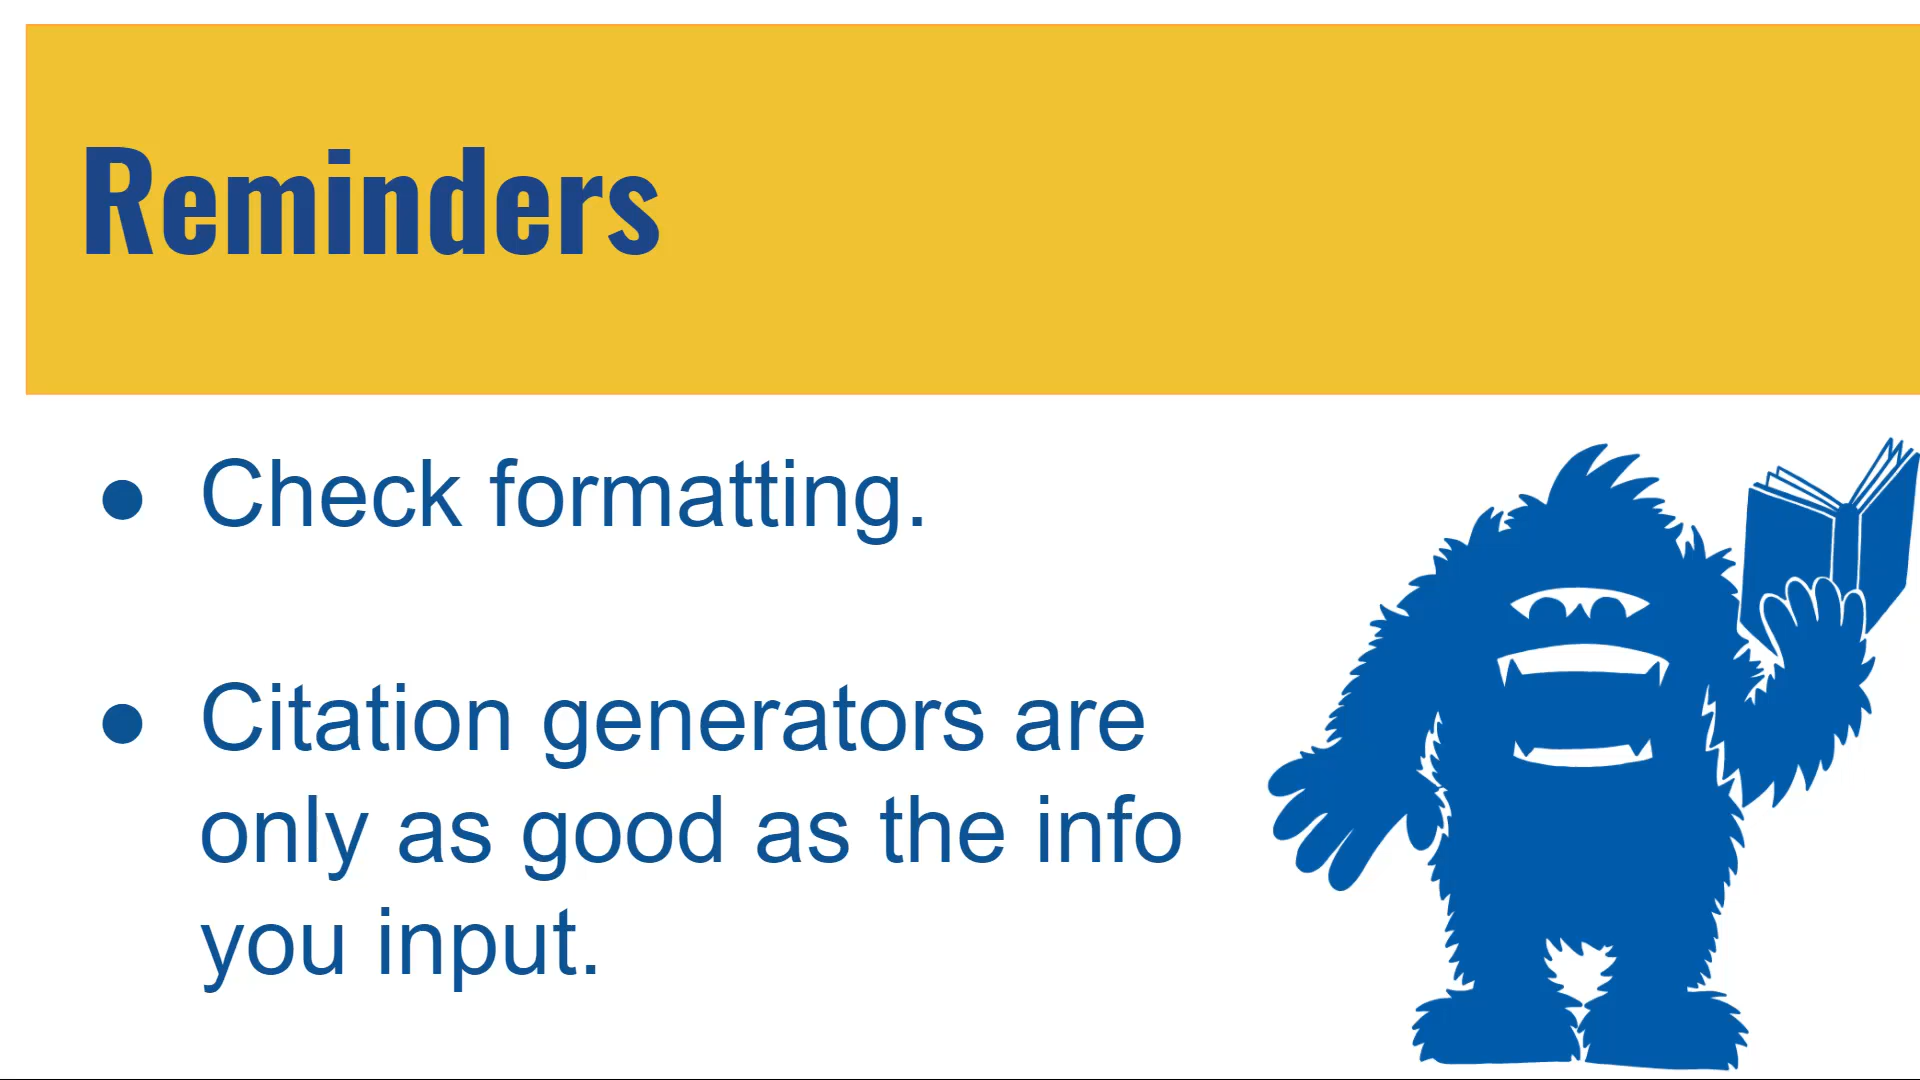 Reminders
● Check formatting.
● Citation generators are
only as good as the info
you input.